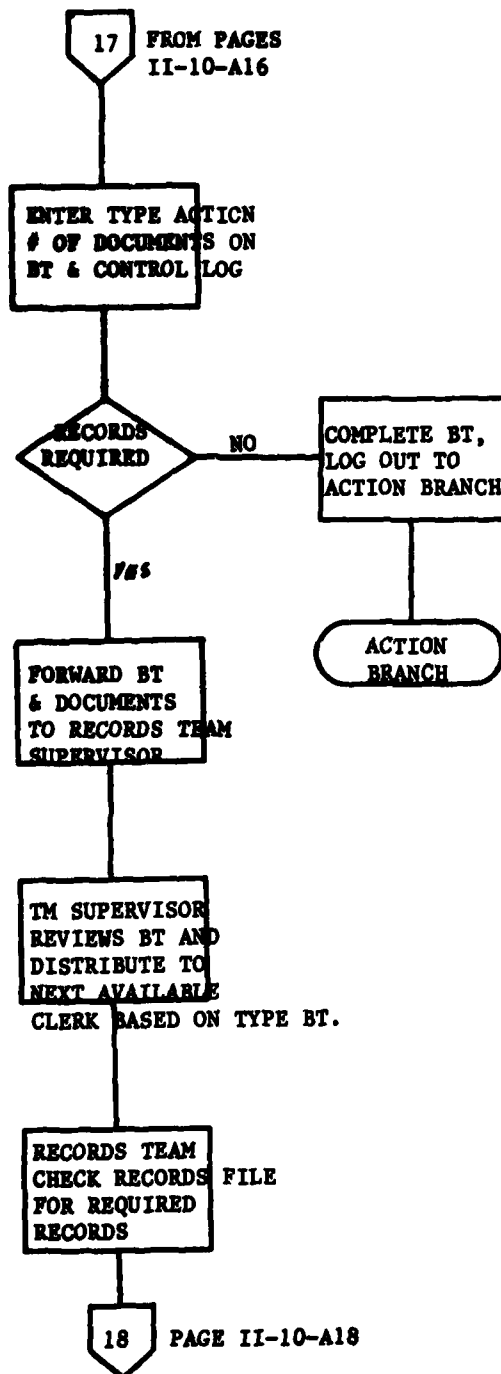 17 FROM PAGES
II-10-A16
ENTER TYPE ACTION
# OF DOCUMENTS ON
BT & CONTROL LOG
RECORDS
REQUIRED
NO
COMPLETE BT,
LOG OUT TO
ACTION BRANCH
YES
ACTION
BRANCH
FORWARD BT
& DOCUMENTS
TO RECORDS TEAM
SUPERVISOR
TM SUPERVISOR
REVIEWS BT AND
DISTRIBUTE TO
NEXT AVAILABLE
CLERK BASED ON TYPE BT.
RECORDS TEAM
CHECK RECORDS FILE
FOR REQUIRED
RECORDS
18 PAGE II-10-A18